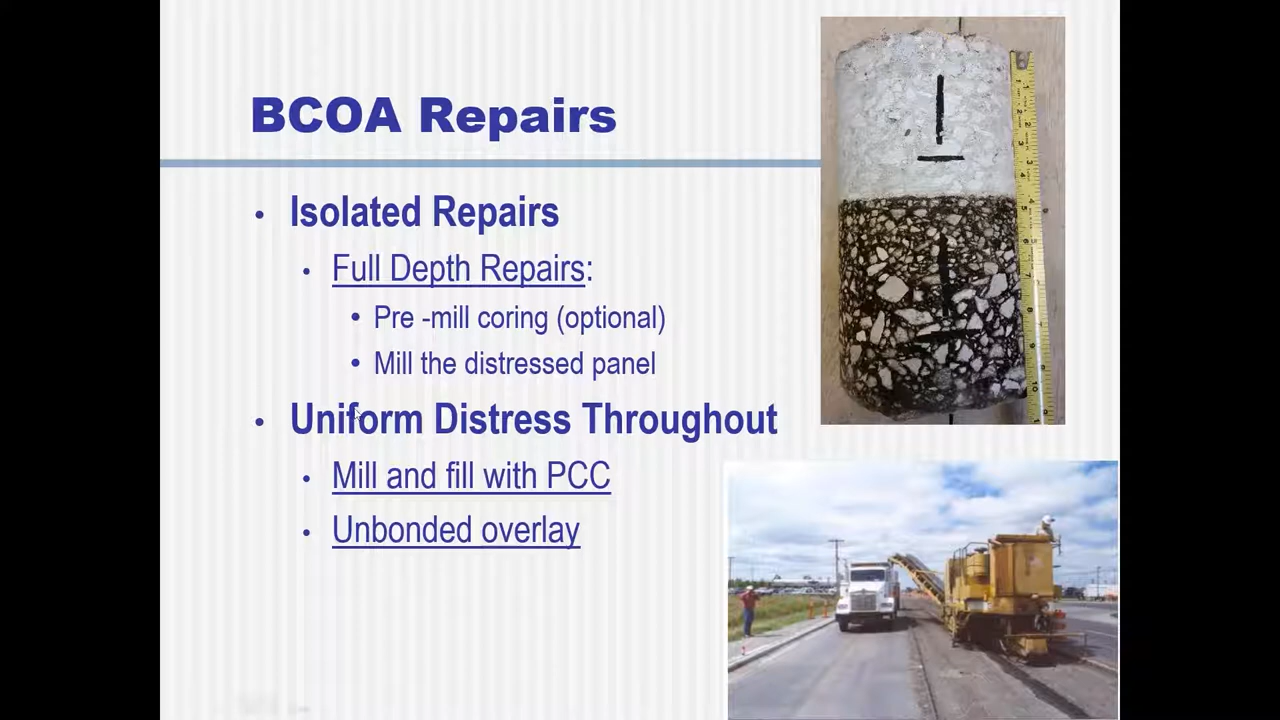 BCOA Repairs
• Isolated Repairs
• Full Depth Repairs:
• Pre -mill coring (optional)
• Mill the distressed panel
• Uniform Distress Throughout
• Mill and fill with PCC
• Unbonded overlay